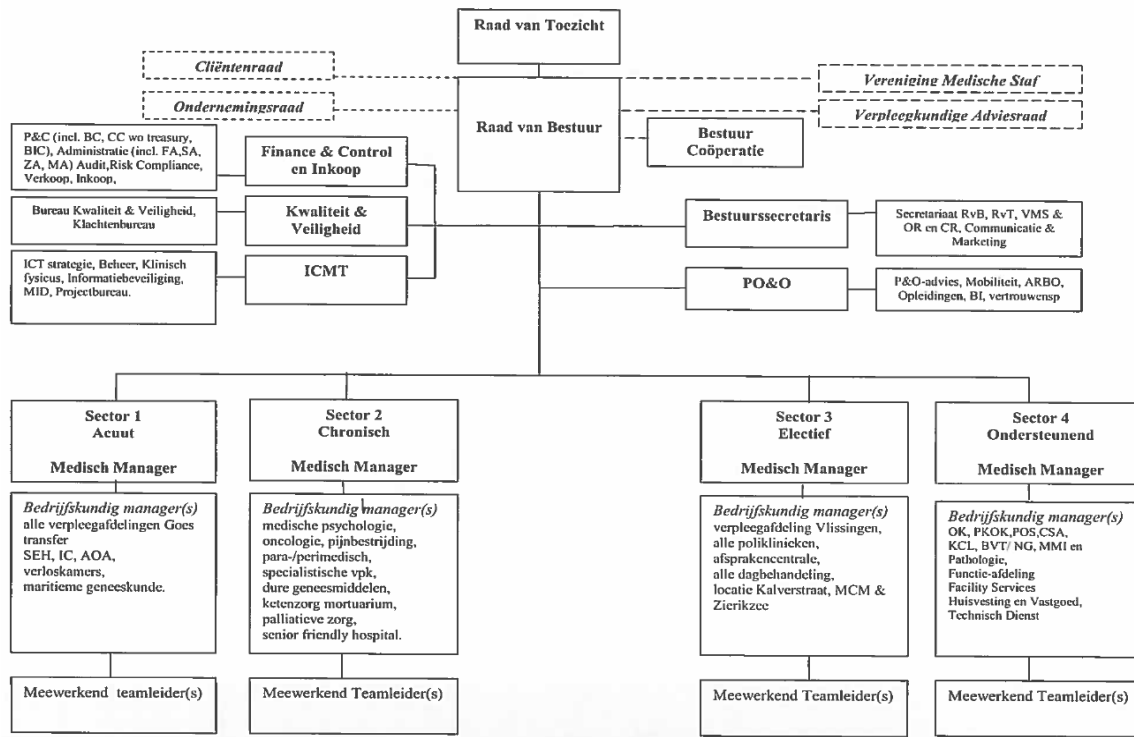 Raad van Toezicht
Cliëntenraad
Vereniging Medische Staf
Ondernemingsraad
Verpleegkundige Adviesraad
Raad van Bestuur
Bestuur
Coöperatie
P&C (incl. BC, CC wo treasury,
BIC), Administratie (incl. FA,SA,
ZA, MA) Audit,Risk Compliance,
Verkoop, Inkoop,
Finance & Control
en Inkoop
Bureau Kwaliteit & Veiligheid,
Klachtenbureau
Kwaliteit &
Veiligheid
Bestuurssecretaris
Secretariaat RvB, RvT, VMS &
OR en CR, Communicatie &
Marketing
ICT strategie, Beheer, Klinisch
fysicus, Informatiebeveiliging,
MID, Projectbureau.
ICMT
PO&O
P&O-advies, Mobiliteit, ARBO,
Opleidingen, BI, vertrouwensp
Sector 1
Acuut
Medisch Manager
Sector 2
Chronisch
Medisch Manager
Sector 3
Electief
Medisch Manager
Sector 4
Ondersteunend
Medisch Manager
Bedrijfskundig manager(s)
alle verpleegafdelingen Goes
transfer
SEH, IC, AOA,
verloskamers,
maritieme geneeskunde.
Bedrijfskundig manager(s)
medische psychologie,
oncologie, pijnbestrijding,
para-/perimedisch,
specialistische vpk,
dure geneesmiddelen,
ketenzorg mortuarium,
palliatieve zorg,
senior friendly hospital.
Bedrijfskundig manager(s)
verpleegafdeling Vlissingen,
alle poliklinieken,
afsprakencentrale,
alle dagbehandeling,
locatie Kalverstraat, MCM &
Zierikzee
Bedrijfskundig manager(s)
OK, PKOK,POS,CSA,
KCL, BVT/ NG, MMI en
Pathologie,
Functie-afdeling
Facility Services
Huisvesting en Vastgoed,
Technisch Dienst
Meewerkend teamleider(s)
Meewerkend Teamleider(s)
Meewerkend Teamleider(s)
Meewerkend Teamleider(s)